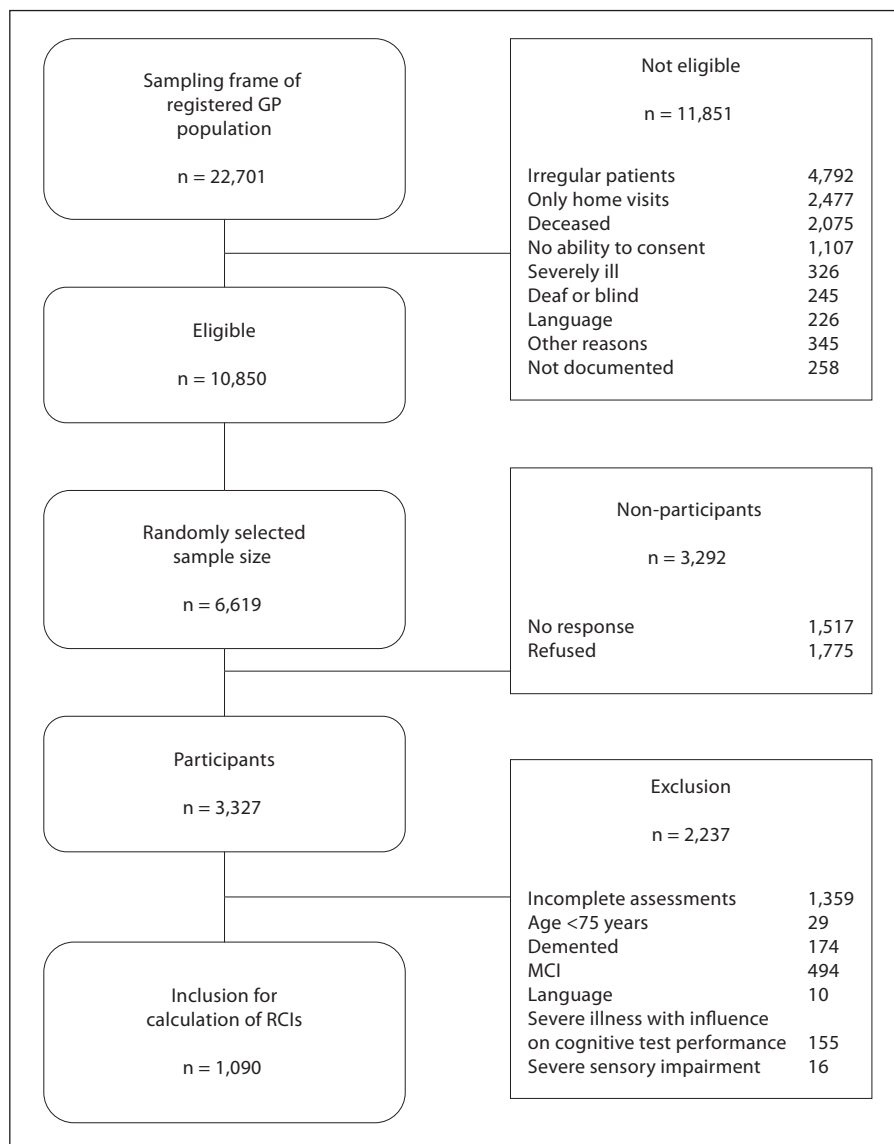 Sampling frame of
registered GP
population
n = 22,701
Not eligible
n = 11,851
Irregular patients 4,792
Only home visits 2,477
Deceased 2,075
No ability to consent 1,107
Severely ill 326
Deaf or blind 245
Language 226
Other reasons 345
Not documented 258
Eligible
n = 10,850
Randomly selected
sample size
n = 6,619
Non-participants
n = 3,292
No response 1,517
Refused 1,775
Participants
n = 3,327
Exclusion
n = 2,237
Incomplete assessments 1,359
Age <75 years 29
Demented 174
MCI 494
Language 10
Severe illness with influence
on cognitive test performance 155
Severe sensory impairment 16
Inclusion for
calculation of RCIs
n = 1,090